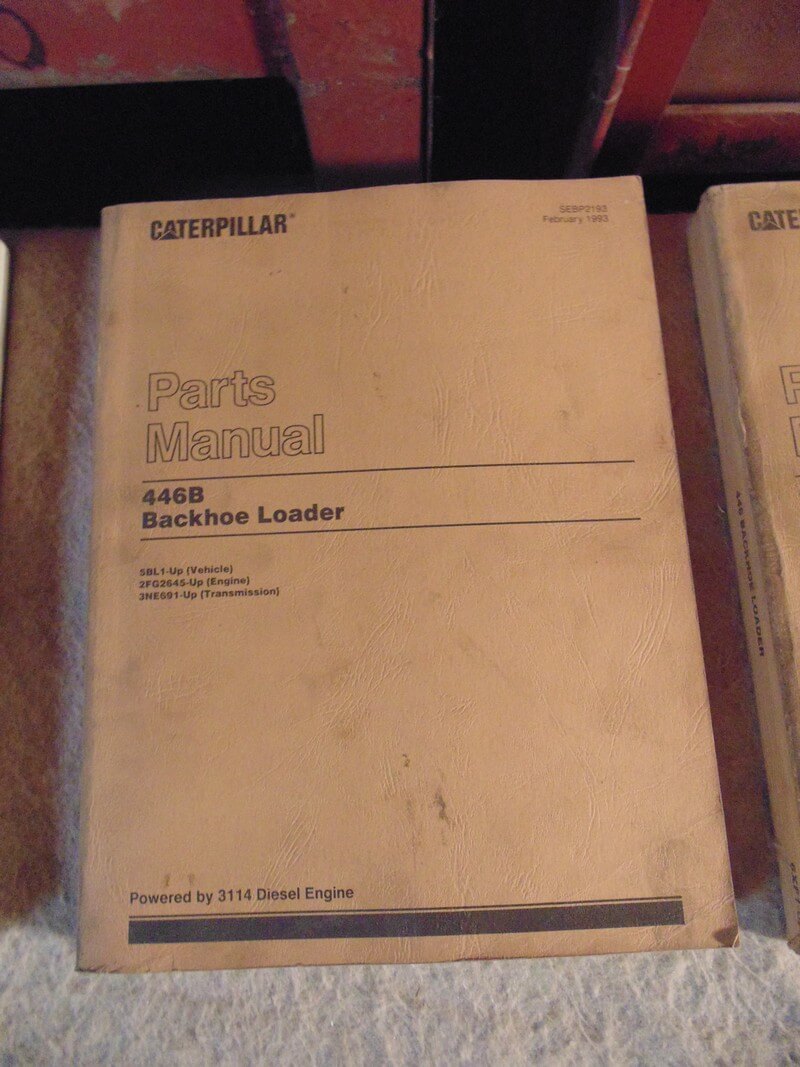 CATERPILLAR®
SEBP2193
February 1993
Parts
Manual
446B
Backhoe Loader
5BL1-Up (Vehicle)
2FG2645-Up (Engine)
3NE691-Up (Transmission)
Powered by 3114 Diesel Engine
CATE
446 BACKHOE LOADER